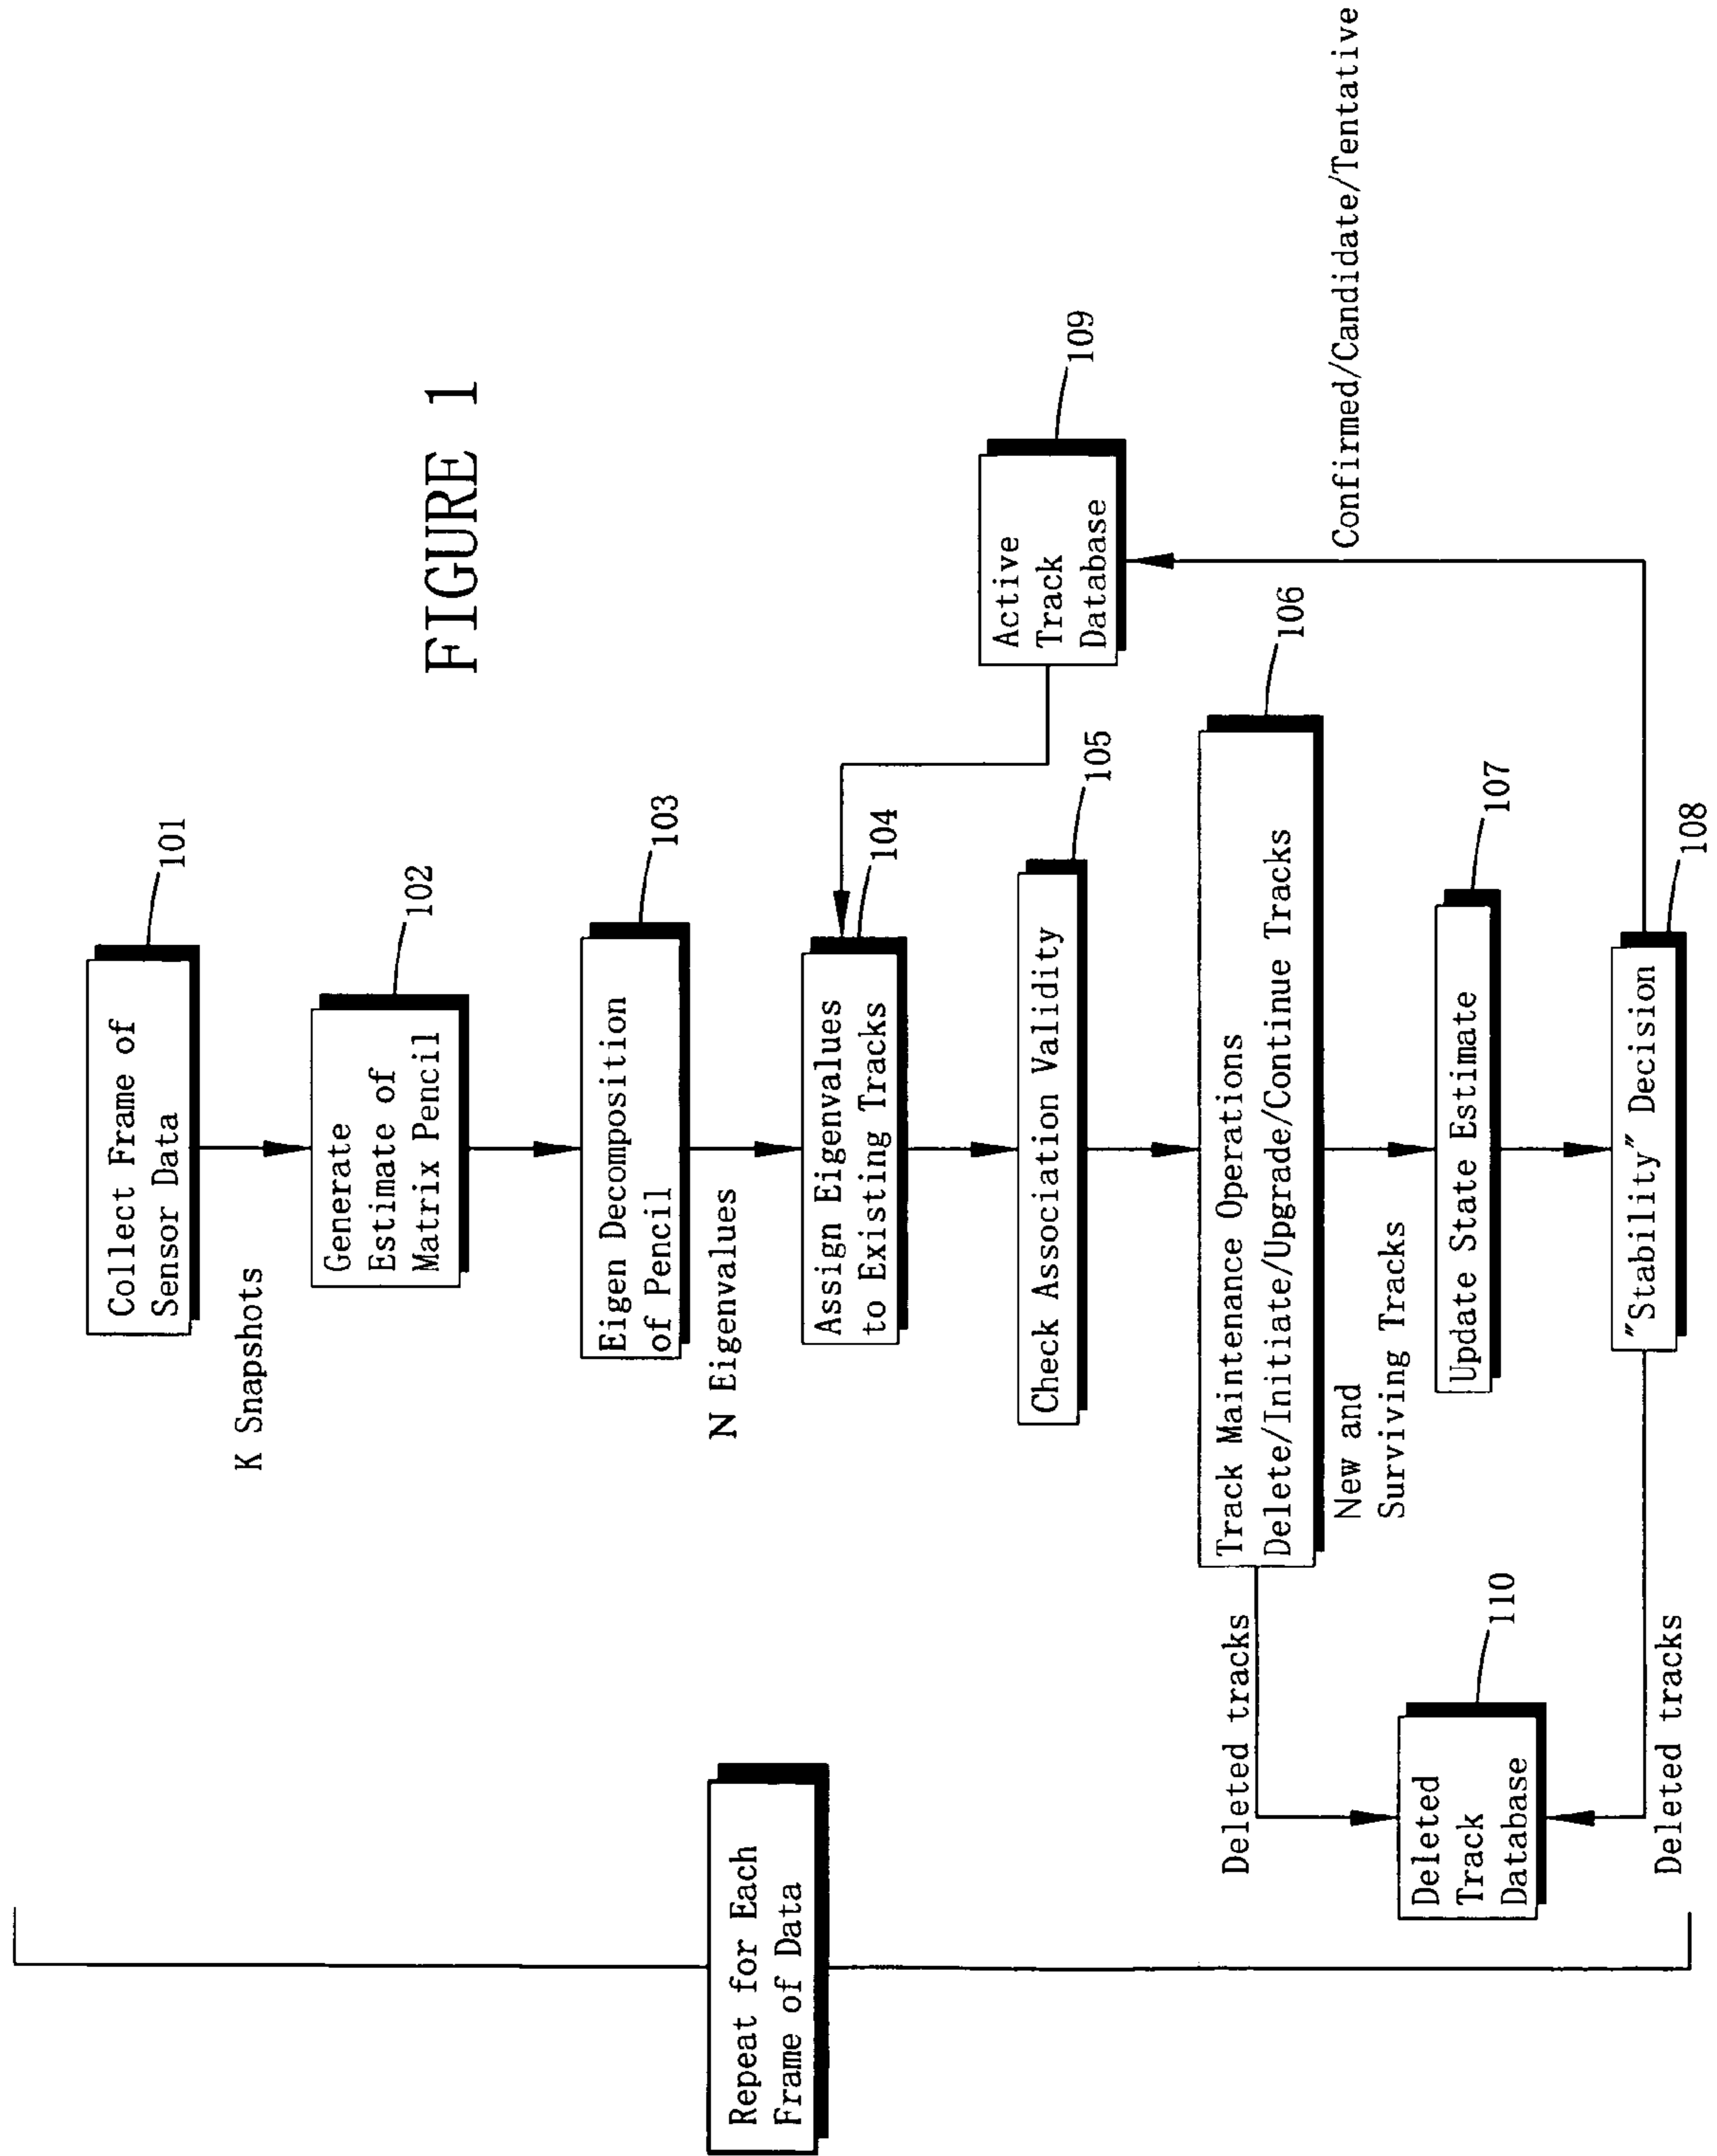 FIGURE 1
Repeat for Each
Frame of Data
Collect Frame of
Sensor Data
101
K Snapshots
Generate
Estimate of
Matrix Pencil
102
Eigen Decomposition
of Pencil
103
N Eigenvalues
Assign Eigenvalues
to Existing Tracks
104
Active
Track
Database
109
Check Association Validity
105
Track Maintenance Operations
Delete/Initiate/Upgrade/Continue Tracks
106
Deleted tracks
New and
Surviving Tracks
Confirmed/Candidate/Tentative
Deleted
Track
Database
110
Update State Estimate
107
"Stability" Decision
108
Deleted tracks